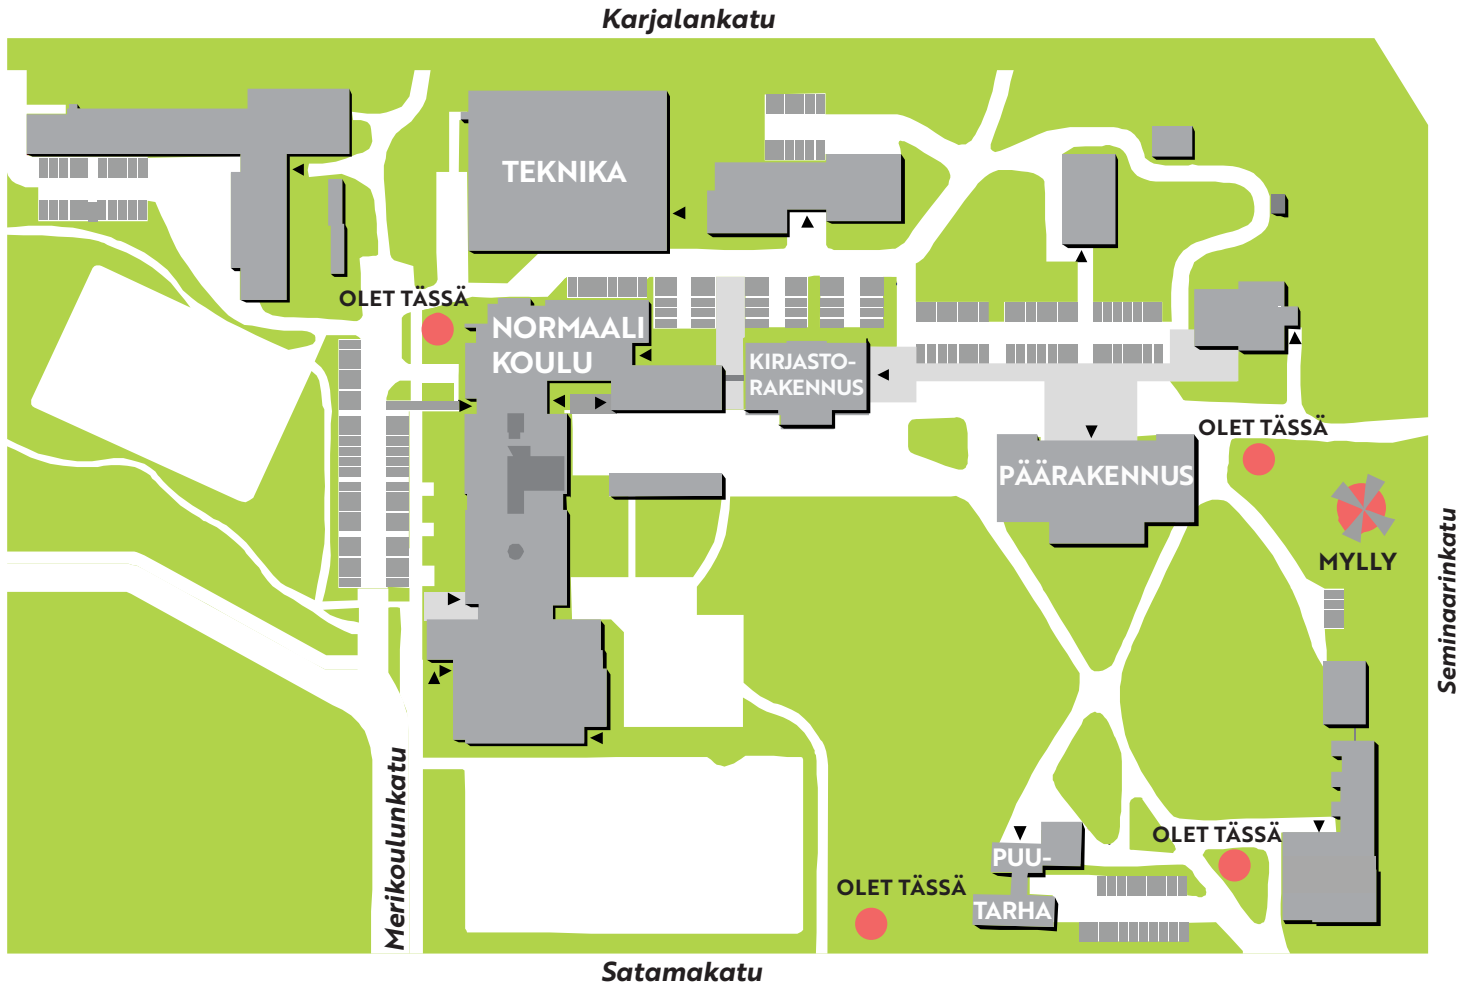 Karjalankatu
TEKNIKA
OLET TÄSSÄ
NORMAALI
KOULU
KIRJASTO-
RAKENNUS
OLET TÄSSÄ
PÄÄRAKENNUS
MYLLY
Seminaarinkatu
Merikoulunkatu
OLET TÄSSÄ
PUU-
TARHA
OLET TÄSSÄ
Satamakatu